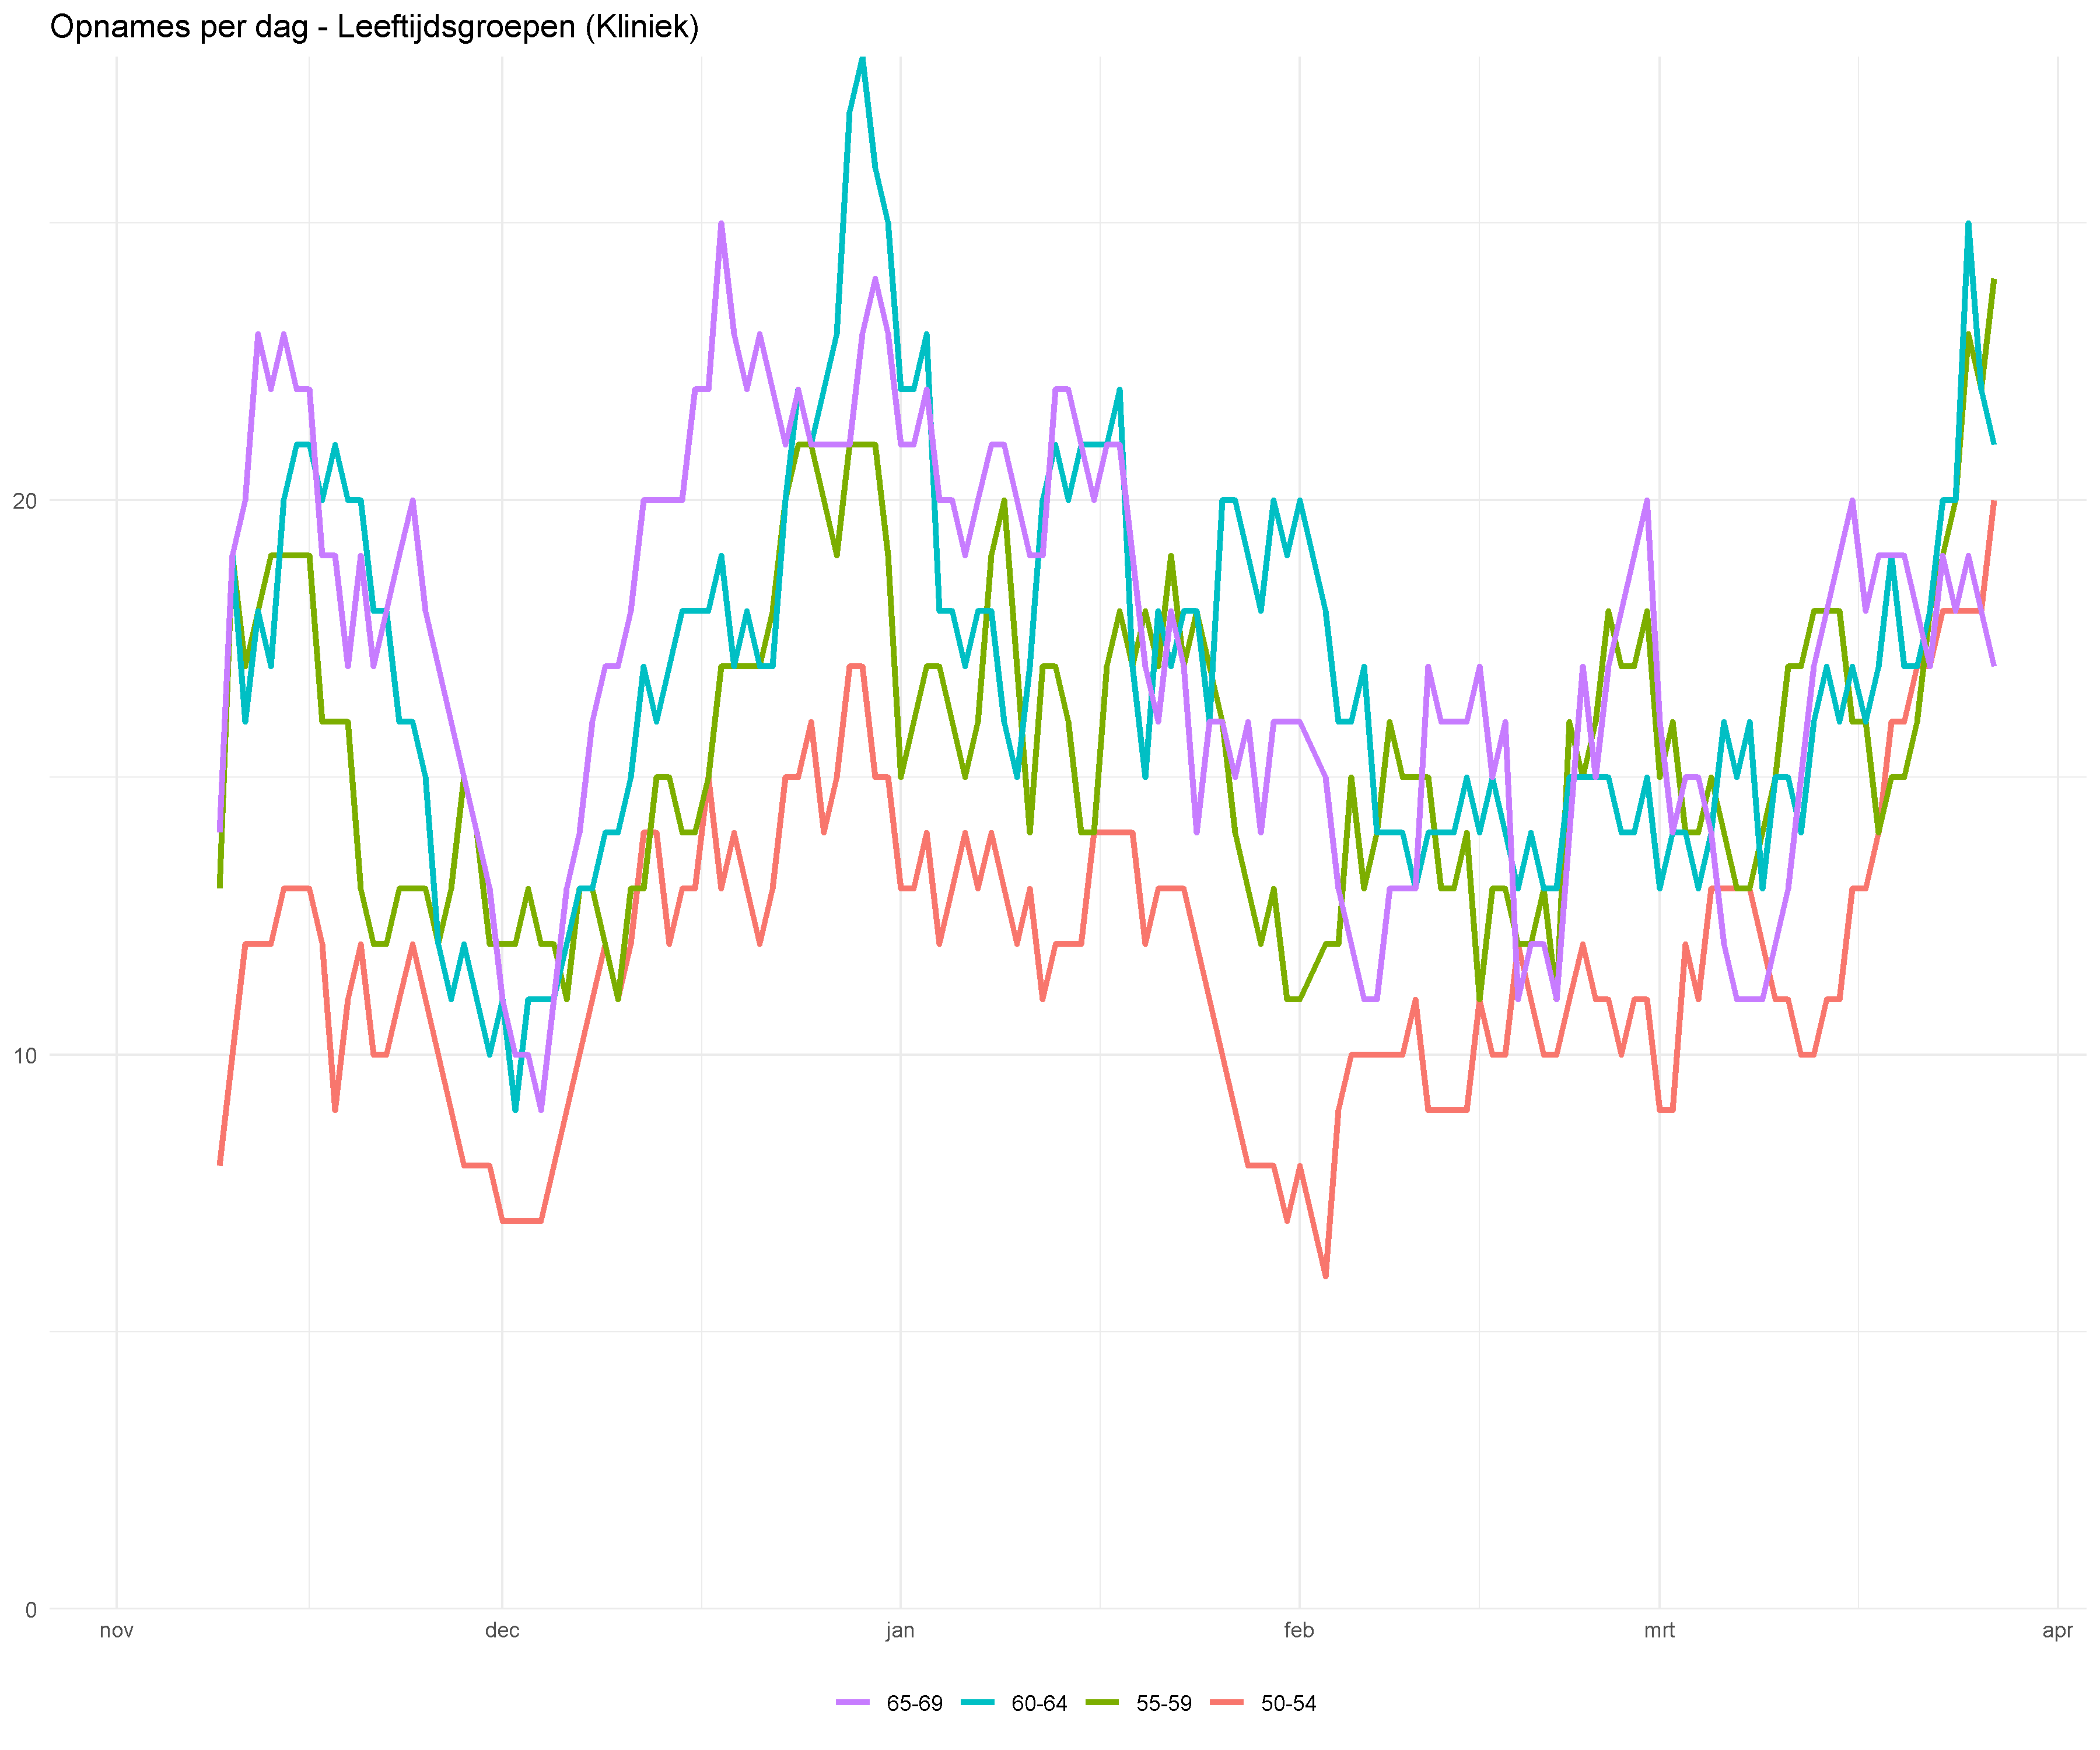 Opnames per dag - Leeftijdsgroepen (Kliniek)
20
10
0
nov dec jan feb mrt apr
65-69 60-64 55-59 50-54